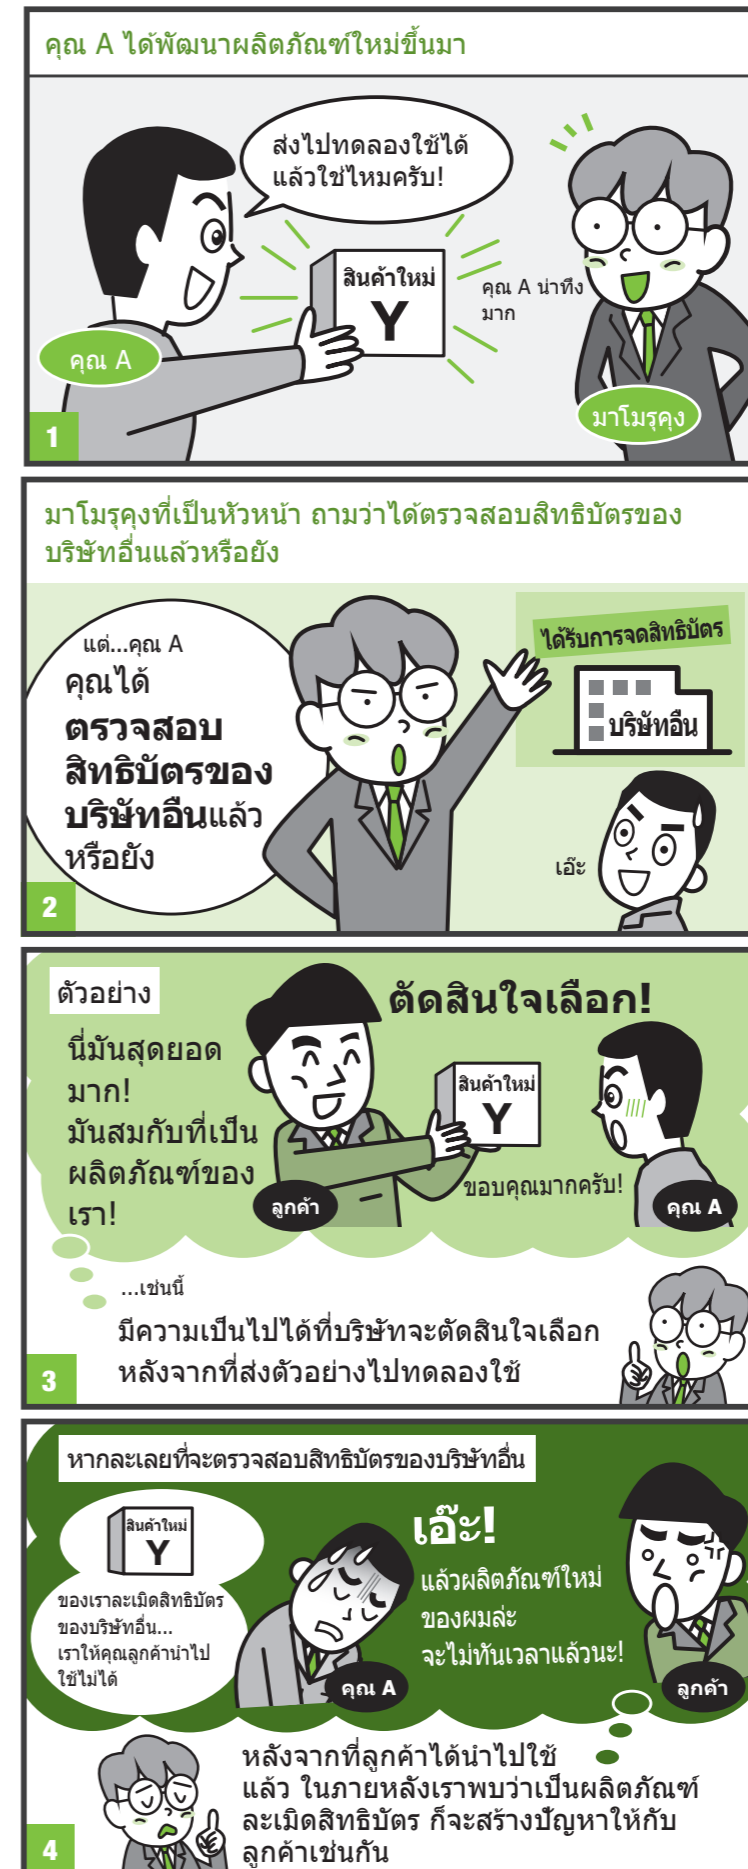 คุณ A ได้พัฒนาผลิตภัณฑ์ใหม่ขึ้นมา
ส่งไปทดลองใช้ได้
แล้วใช่ไหมครับ!
สินค้าใหม่
Y
คุณ A น่าทึ่ง
มาก
คุณ A
มาโมรุคุง
1
มาโมรุคุงที่เป็นหัวหน้า ถามว่าได้ตรวจสอบสิทธิบัตรของ
บริษัทอื่นแล้วหรือยัง
แต่...คุณ A
คุณได้
ตรวจสอบ
สิทธิบัตรของ
บริษัทอื่นแล้ว
หรือยัง
ได้รับการจดสิทธิบัตร
บริษัทอื่น
เอ๊ะ
2
ตัวอย่าง
ตัดสินใจเลือก!
นี่มันสุดยอด
มาก!
มันสมกับที่เป็น
ผลิตภัณฑ์ของ
เรา!
สินค้าใหม่
Y
ขอบคุณมากครับ!
ลูกค้า
คุณ A
...เช่นนี้
มีความเป็นไปได้ที่บริษัทจะตัดสินใจเลือก
หลังจากที่ส่งตัวอย่างไปทดลองใช้
3
หากละเลยที่จะตรวจสอบสิทธิบัตรของบริษัทอื่น
สินค้าใหม่
Y
ของเราละเมิดสิทธิบัตร
ของบริษัทอื่น...
เราให้คุณลูกค้านำไป
ใช้ไม่ได้
เอ๊ะ!
แล้วผลิตภัณฑ์ใหม่
ของผมล่ะ
จะไม่ทันเวลาแล้วนะ!
คุณ A
ลูกค้า
หลังจากที่ลูกค้าได้นำไปใช้
แล้ว ในภายหลังเราพบว่าเป็นผลิตภัณฑ์
ละเมิดสิทธิบัตร ก็จะสร้างปัญหาให้กับ
ลูกค้าเช่นกัน
4